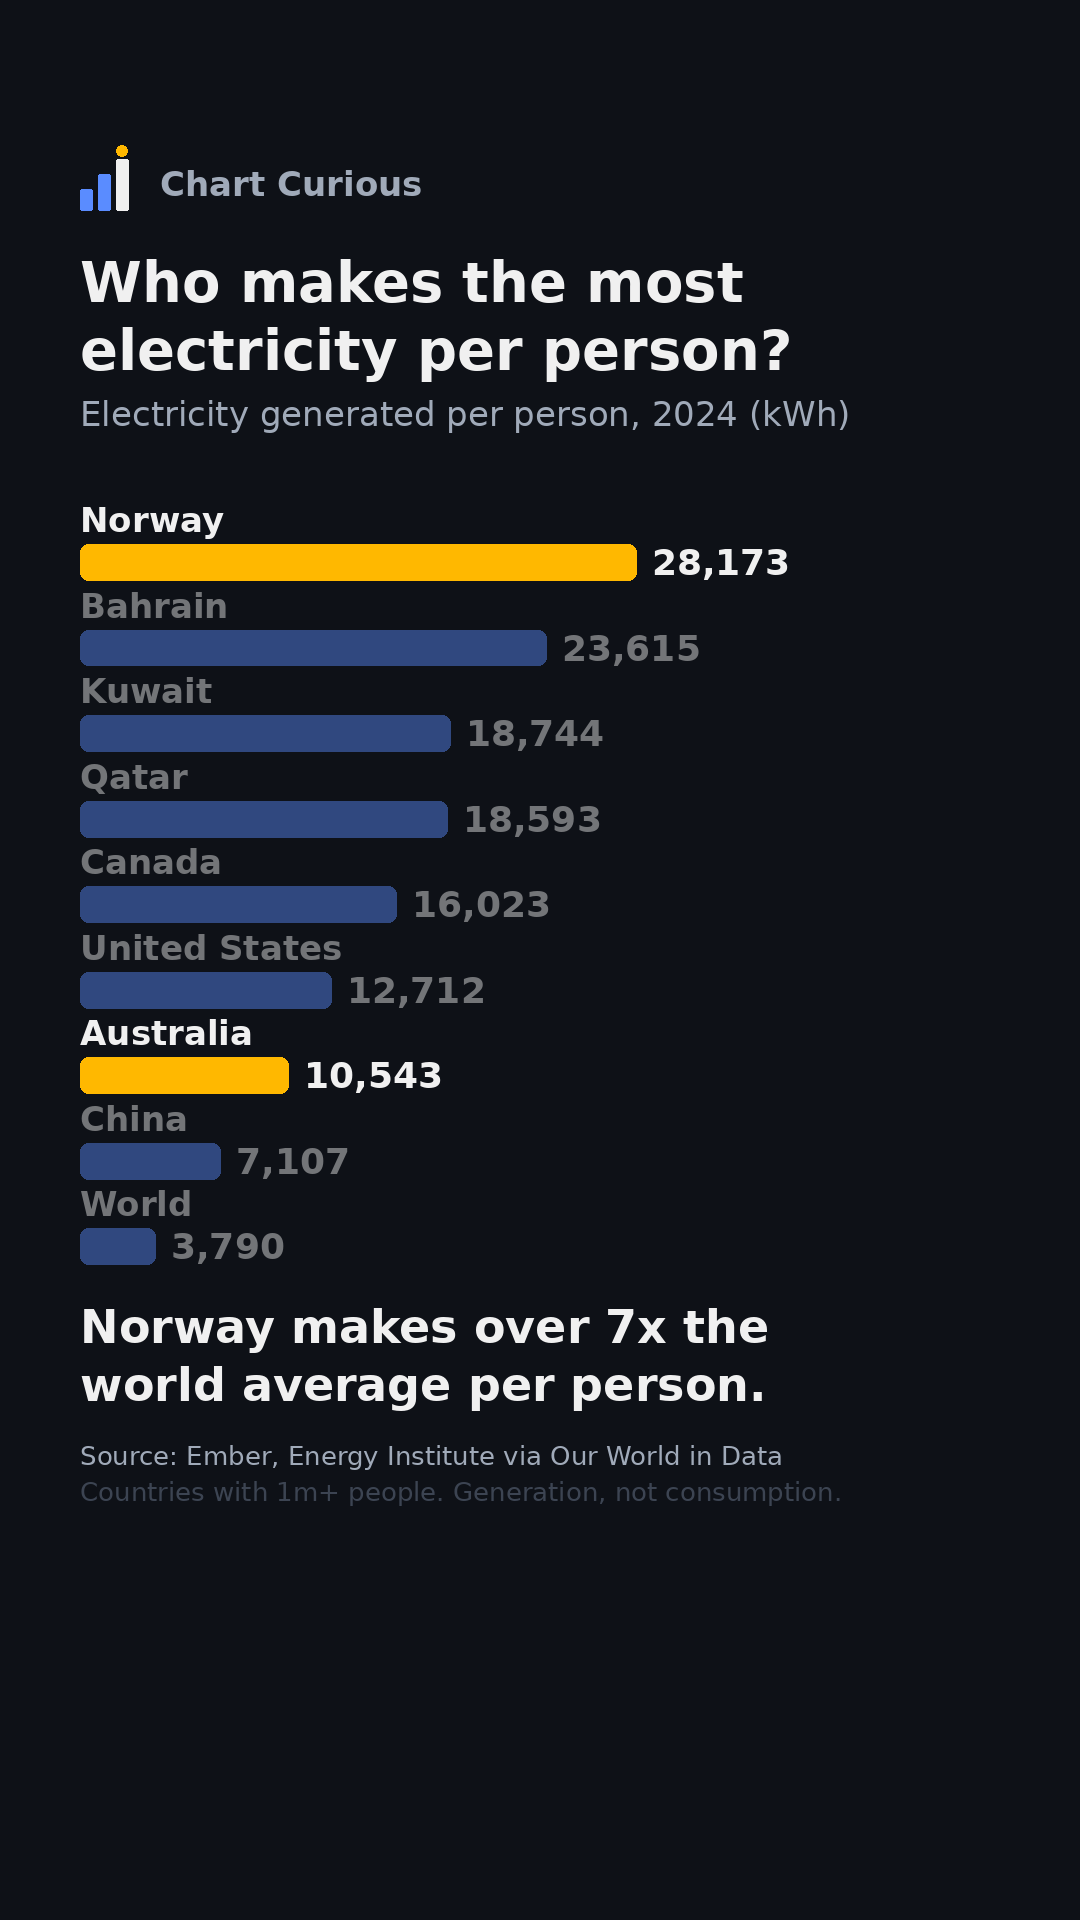 Chart Curious
Who makes the most
electricity per person?
Electricity generated per person, 2024 (kWh)
Norway
28,173
Bahrain
23,615
Kuwait
18,744
Qatar
18,593
Canada
16,023
United States
12,712
Australia
10,543
China
7,107
World
3,790
Norway makes over 7x the
world average per person.
Source: Ember, Energy Institute via Our World in Data
Countries with 1m+ people. Generation, not consumption.